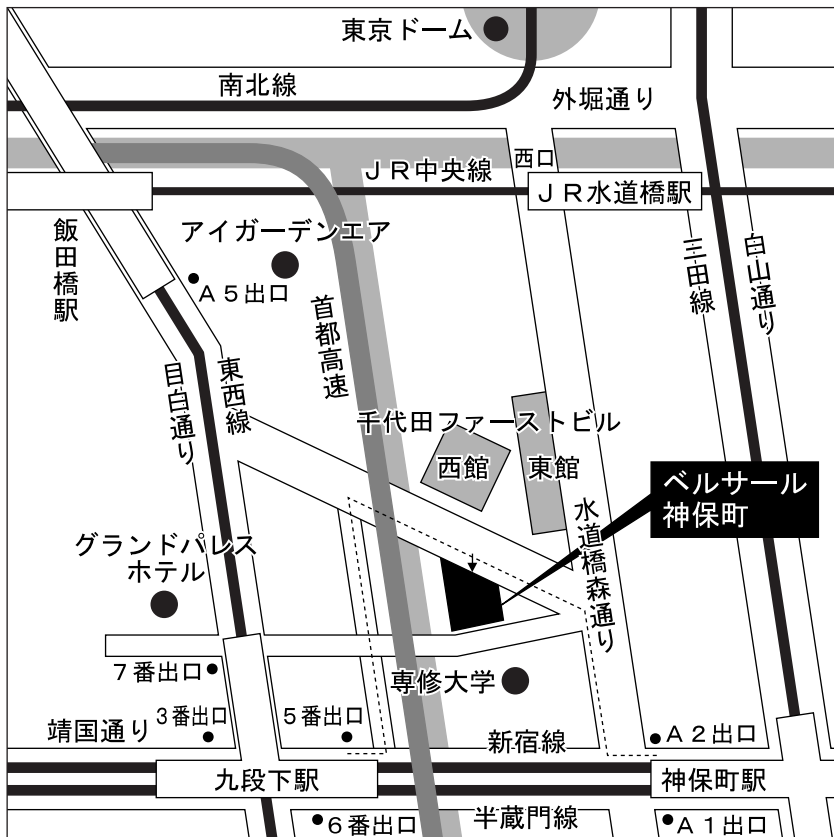 東京ドーム
南北線
外堀通り
西口
JR中央線
JR水道橋駅
飯田橋駅
アイガーデンエア
A5出口
首都高速
三田線
白山通り
目白通り
東西線
千代田ファーストビル
西館
東館
ベルサール
神保町
水道橋森通り
グランドパレス
ホテル
7番出口
専修大学
靖国通り
3番出口
5番出口
新宿線
A2出口
九段下駅
神保町駅
6番出口
半蔵門線
A1出口